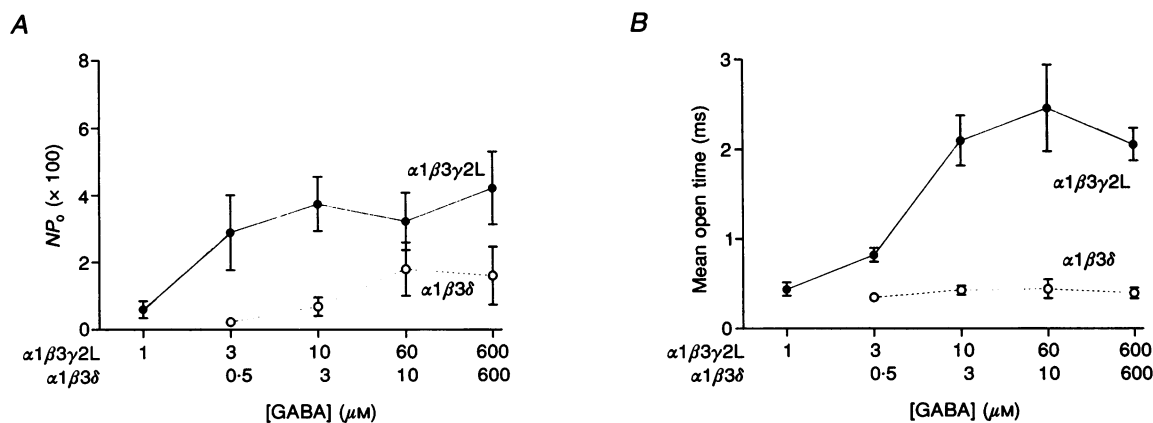 A
8
6
4
2
0
NPo (× 100)
α1β3γ2L
α1β3δ
α1β3γ2L 1 3 10 60 600
α1β3δ 0·5 3 10 600
[GABA] (μM)
B
3
2
1
0
Mean open time (ms)
α1β3γ2L
α1β3δ
α1β3γ2L 1 3 10 60 600
α1β3δ 0·5 3 10 600
[GABA] (μM)